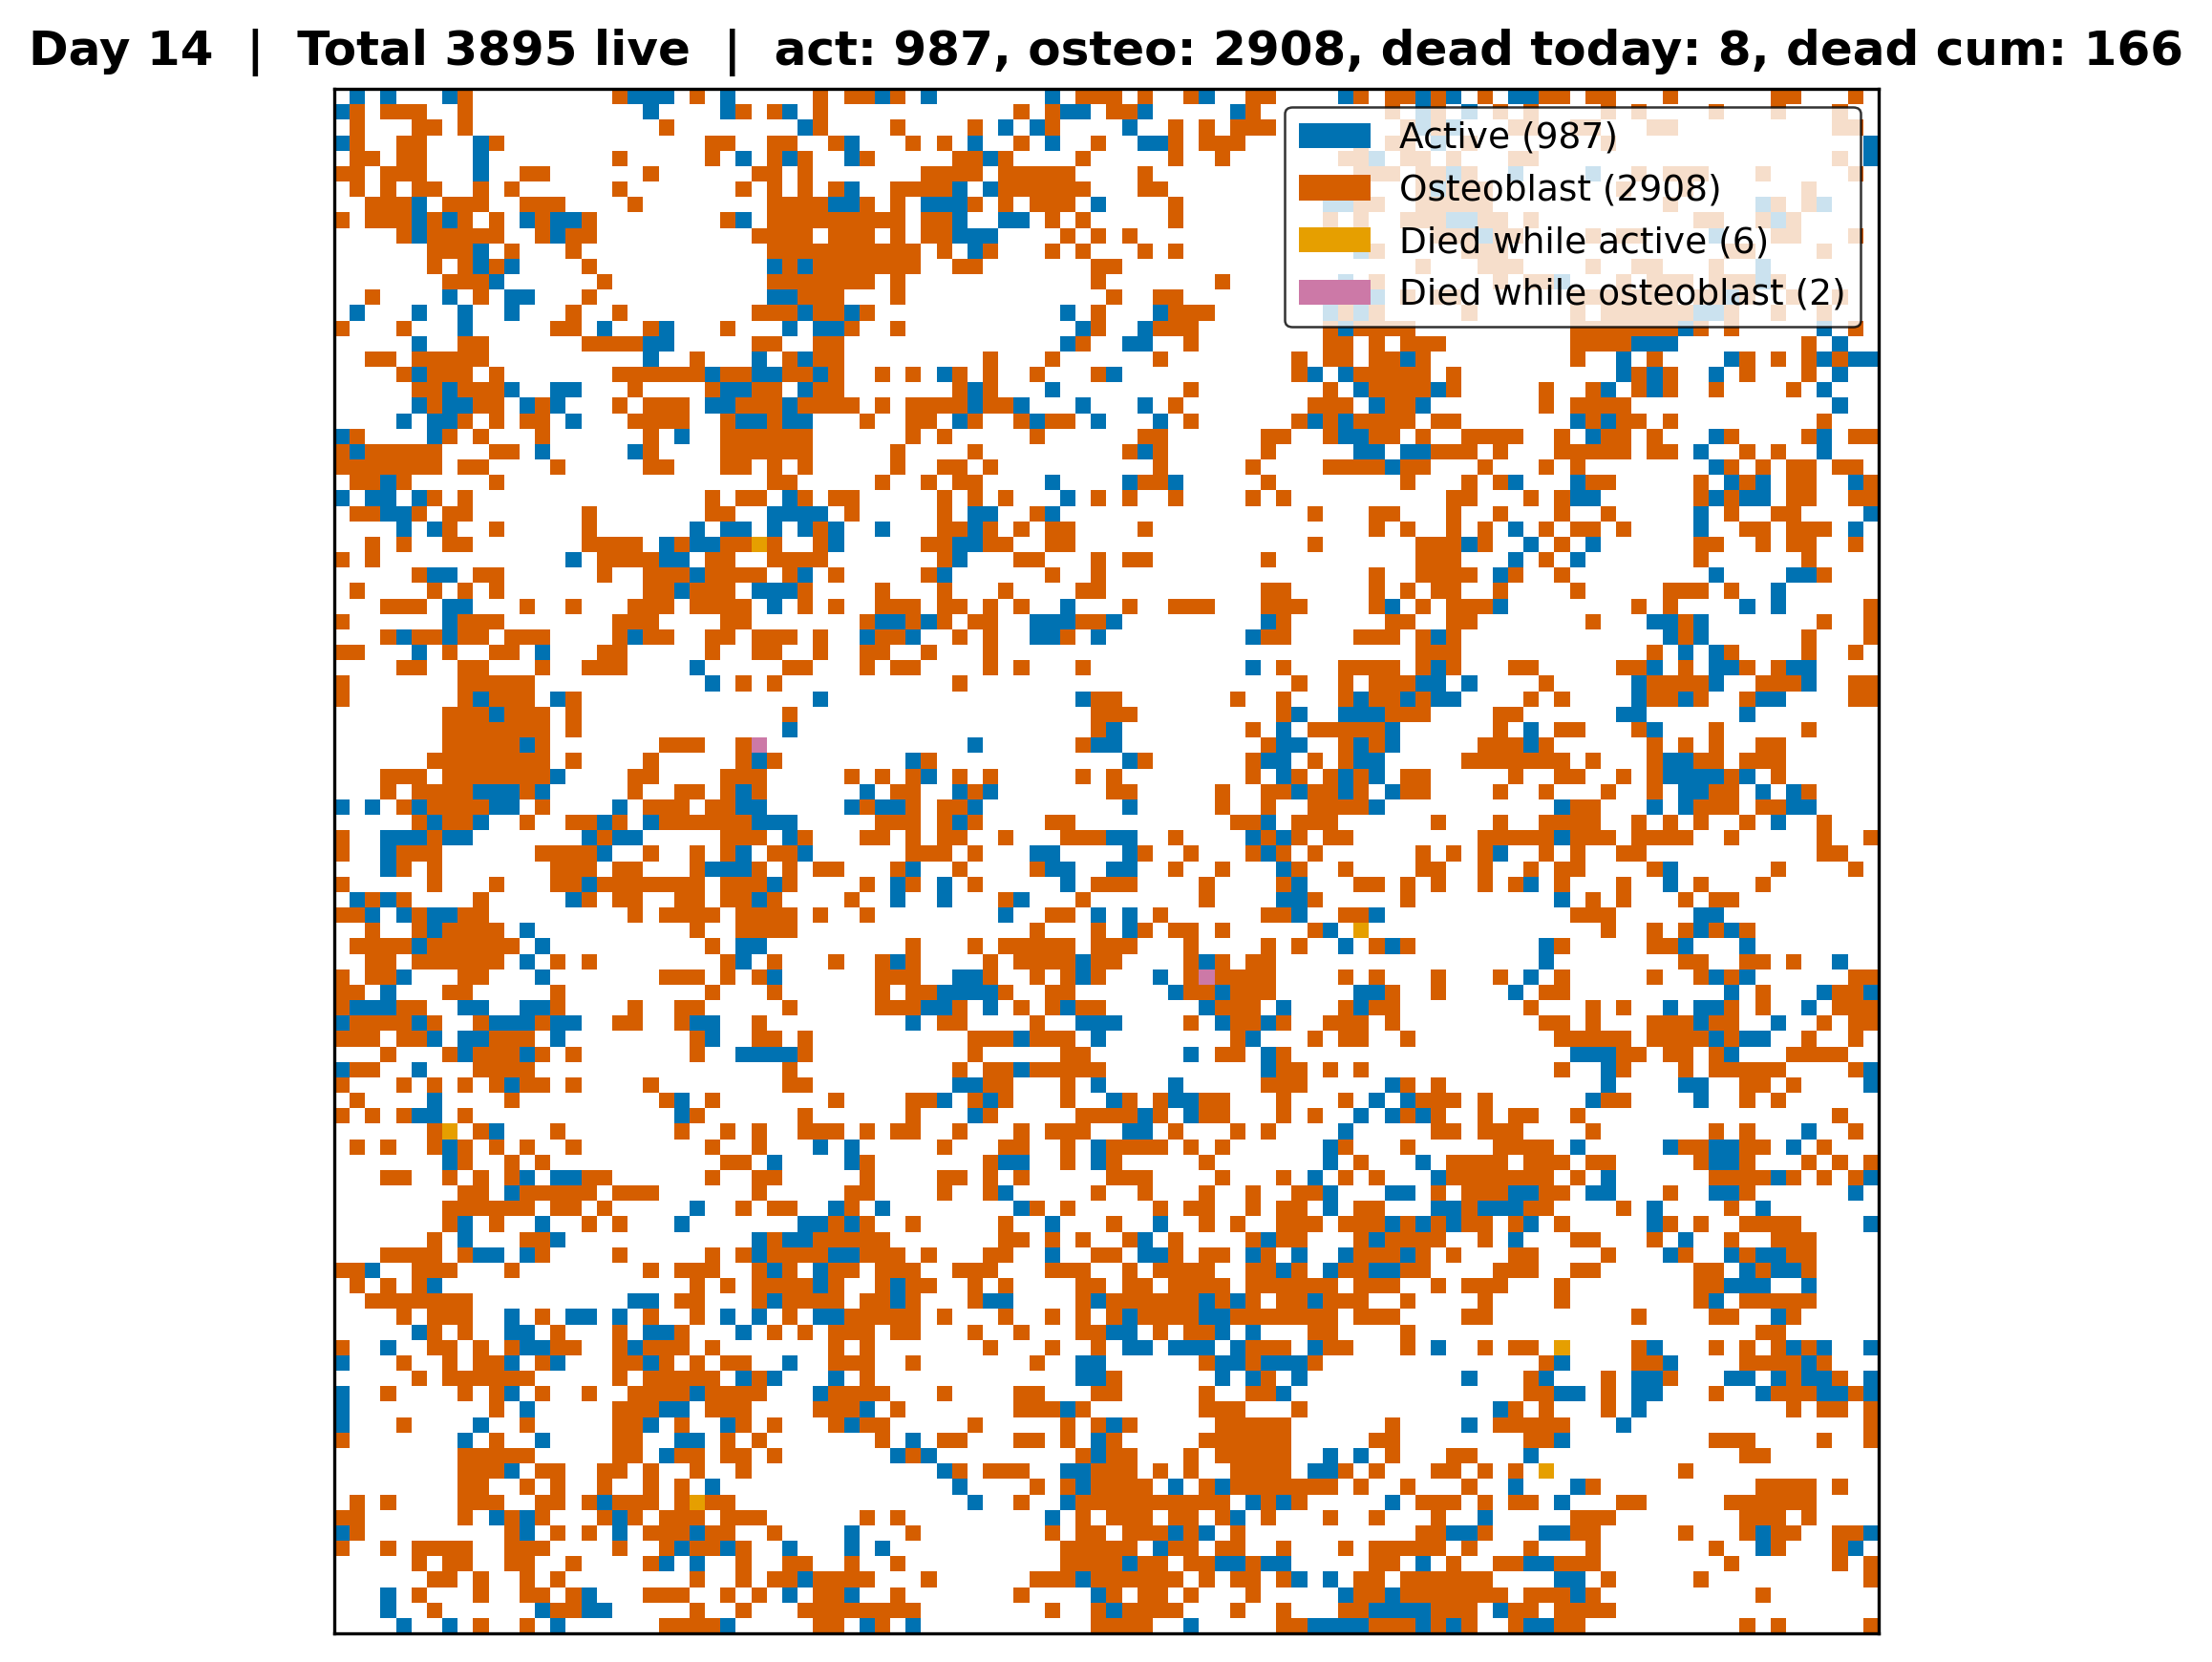 Day 14 | Total 3895 live | act: 987, osteo: 2908, dead today: 8, dead cum: 166
Active (987)
Osteoblast (2908)
Died while active (6)
Died while osteoblast (2)